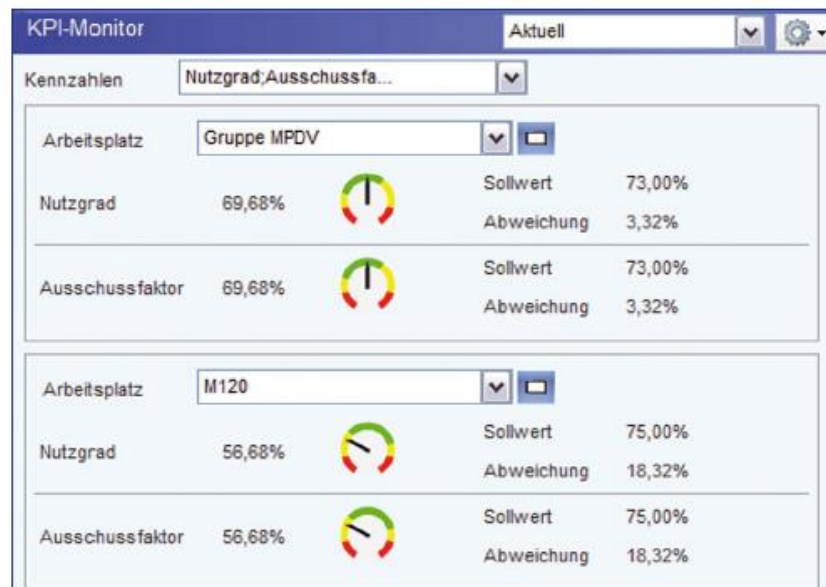 KPI-Monitor Aktuell
Kennzahlen Nutzgrad;Ausschussfa...
Arbeitsplatz Gruppe MPDV
Nutzgrad 69,68% Sollwert 73,00%
Abweichung 3,32%
Ausschussfaktor 69,68% Sollwert 73,00%
Abweichung 3,32%
Arbeitsplatz M120
Nutzgrad 56,68% Sollwert 75,00%
Abweichung 18,32%
Ausschussfaktor 56,68% Sollwert 75,00%
Abweichung 18,32%